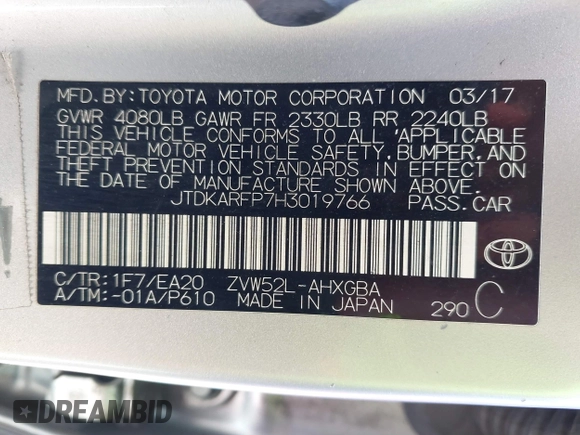 MFD.BY:TOYOTA MOTOR CORPORATION 03/17
GVWR 4080LB GAWR FR 2330LB RR 2240LB
THIS VEHICLE CONFORMS TO ALL APPLICABLE
FEDERAL MOTOR VEHICLE SAFETY, BUMPER, AND
THEFT PREVENTION STANDARDS IN EFFECT ON
THE DATE OF MANUFACTURE SHOWN ABOVE.
JTDKARFP7H3019766 PASS.CAR
C/TR:1F7/EA20 ZVW52L-AHXGBA
A/TM:-01A/P610 MADE IN JAPAN 290 C
TOYOTA
DREAMBID